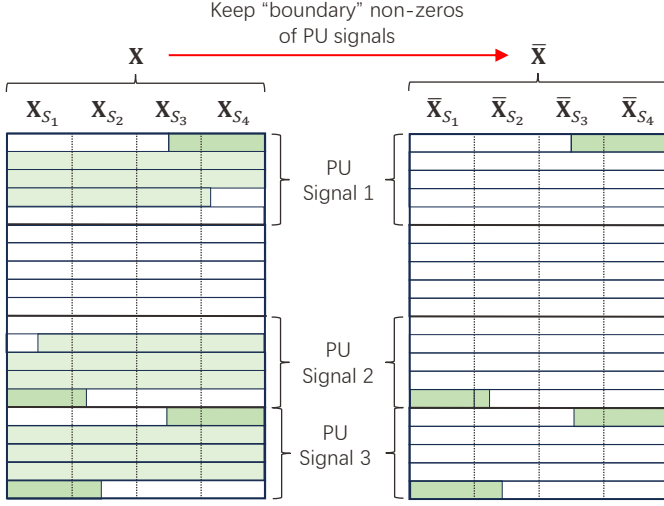 Keep “boundary” non-zeros
of PU signals
X
X̅
X_{S_1} X_{S_2} X_{S_3} X_{S_4}
X̅_{S_1} X̅_{S_2} X̅_{S_3} X̅_{S_4}
PU
Signal 1
PU
Signal 2
PU
Signal 3